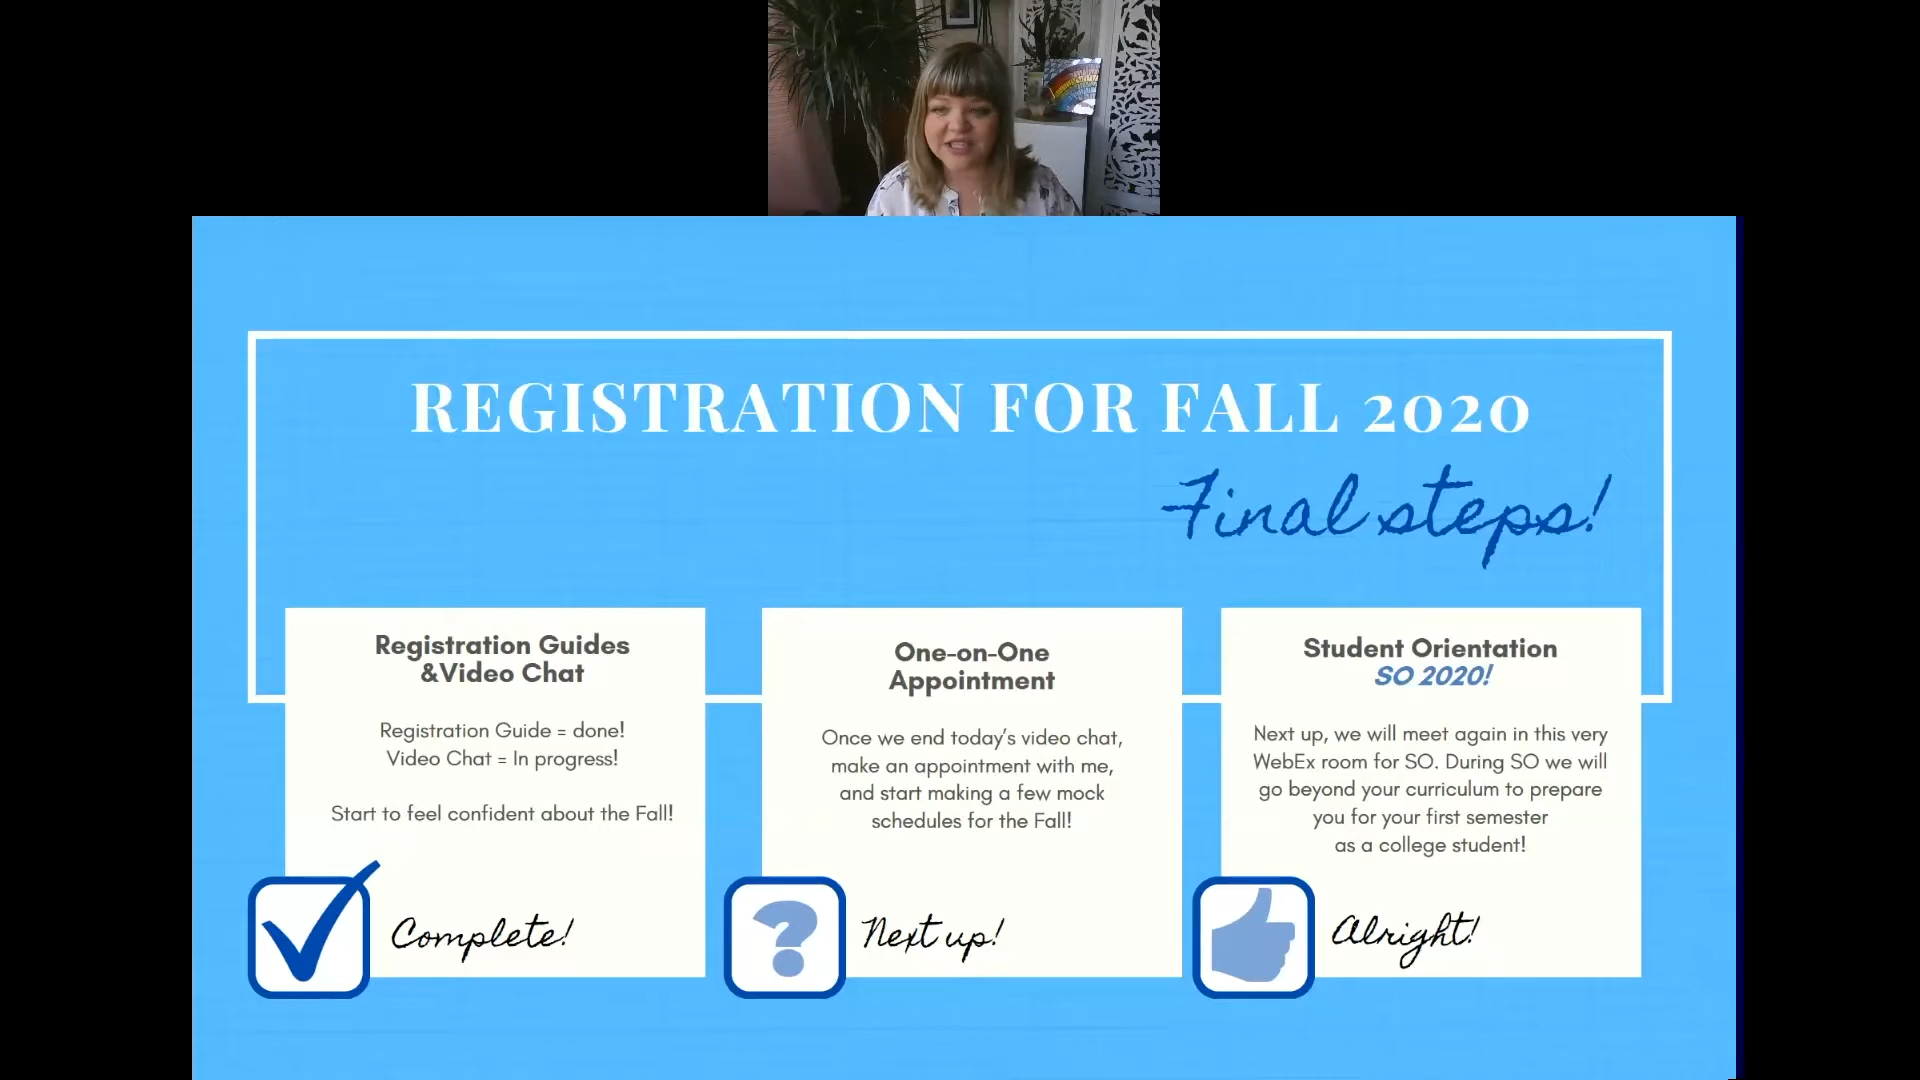 REGISTRATION FOR FALL 2020
Final steps!
Registration Guides
&Video Chat
Registration Guide = done!
Video Chat = In progress!
Start to feel confident about the Fall!
Complete!
One-on-One
Appointment
Once we end today's video chat,
make an appointment with me,
and start making a few mock
schedules for the Fall!
Next up!
Student Orientation
SO 2020!
Next up, we will meet again in this very
WebEx room for SO. During SO we will
go beyond your curriculum to prepare
you for your first semester
as a college student!
Alright!